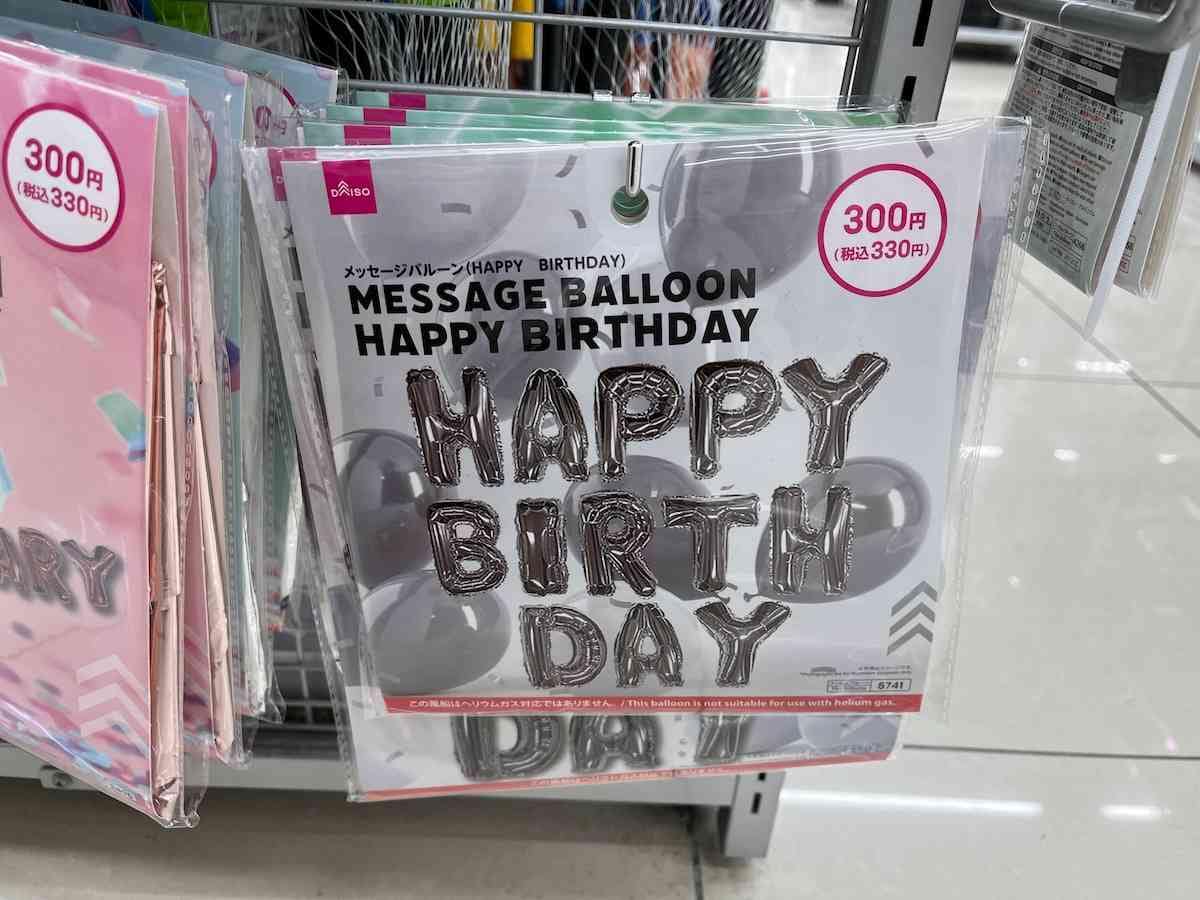 300円
(税込330円)
ARY
DAISO
300円
(税込330円)
メッセージバルーン(HAPPY BIRTHDAY)
MESSAGE BALLOON
HAPPY BIRTHDAY
HAPPY
BIRTH
DAY
5741
この風船はヘリウムガス対応ではありません。/ This balloon is not suitable for use with helium gas.
DAY